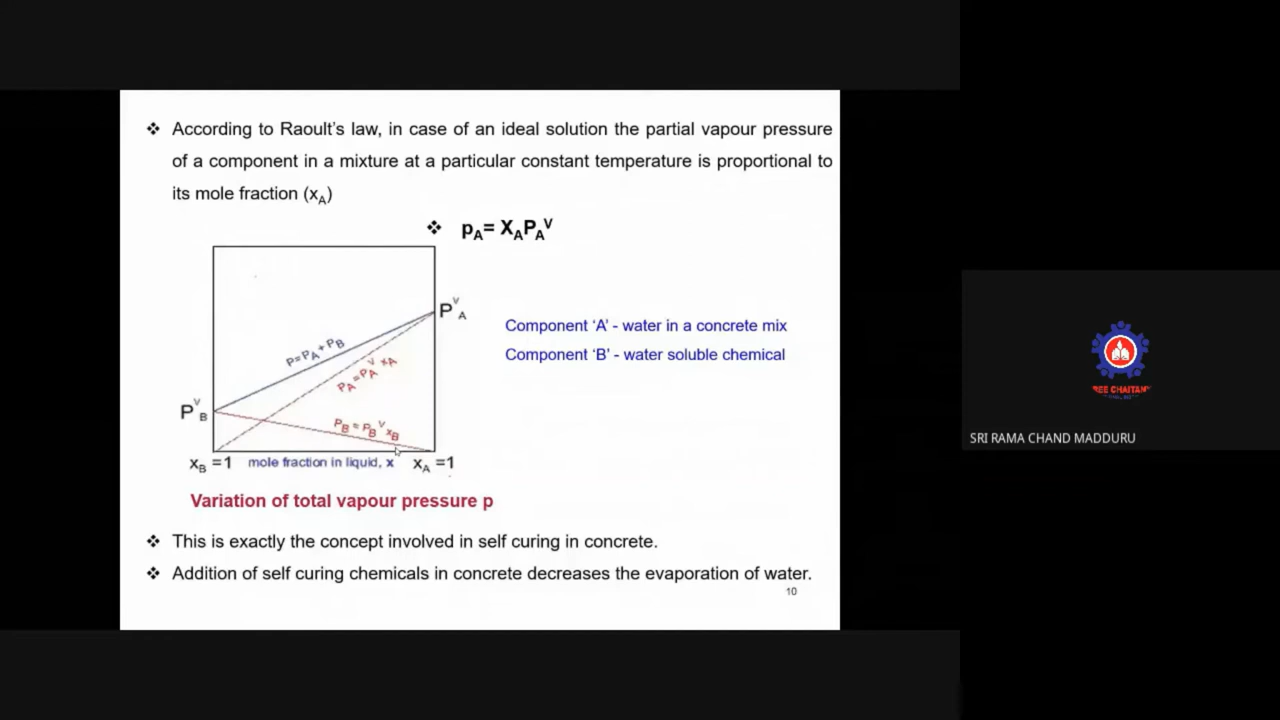 ❖ According to Raoult's law, in case of an ideal solution the partial vapour pressure
of a component in a mixture at a particular constant temperature is proportional to
its mole fraction (xA)
❖ pA= XAPAV
PVA
P=PA+PB
PA=PAV xA
Component ‘A’ - water in a concrete mix
Component ‘B’ - water soluble chemical
PVB
PB=PBVxB
xB =1 mole fraction in liquid, x xA =1
Variation of total vapour pressure p
❖ This is exactly the concept involved in self curing in concrete.
❖ Addition of self curing chemicals in concrete decreases the evaporation of water.
10
REE CHAITAN
SRI RAMA CHAND MADDURU